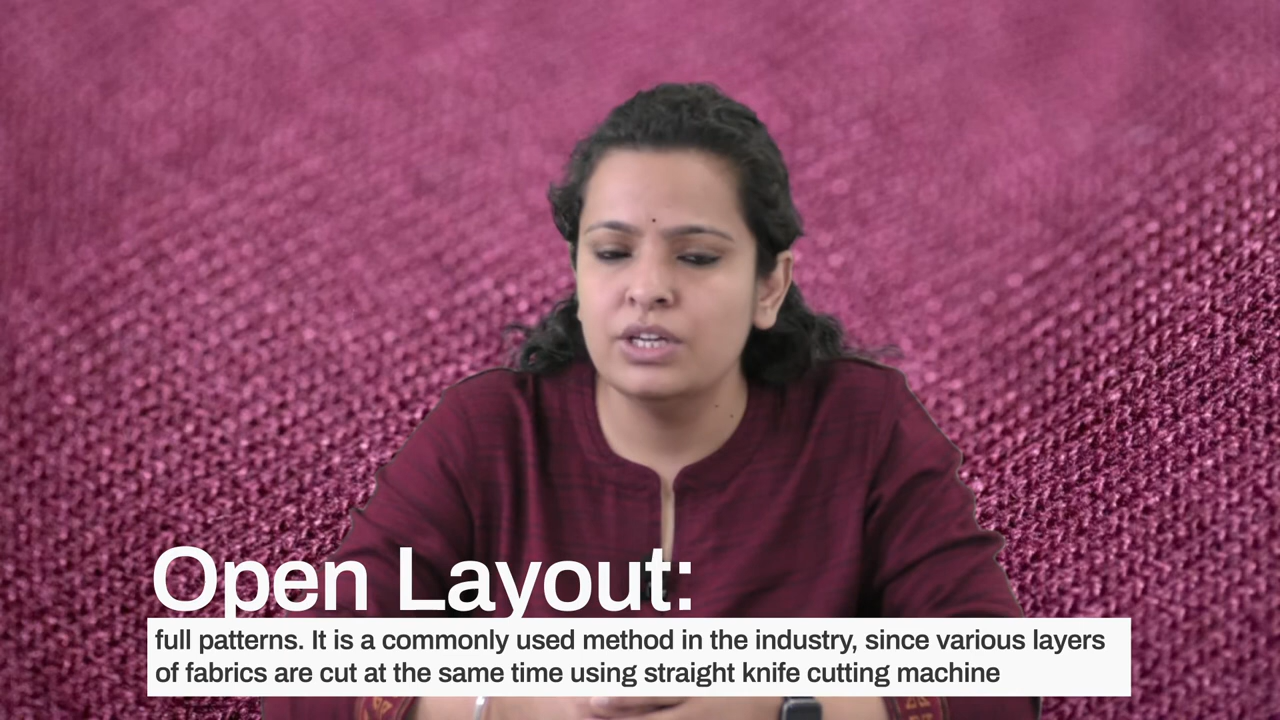 Open Layout:
full patterns. It is a commonly used method in the industry, since various layers
of fabrics are cut at the same time using straight knife cutting machine